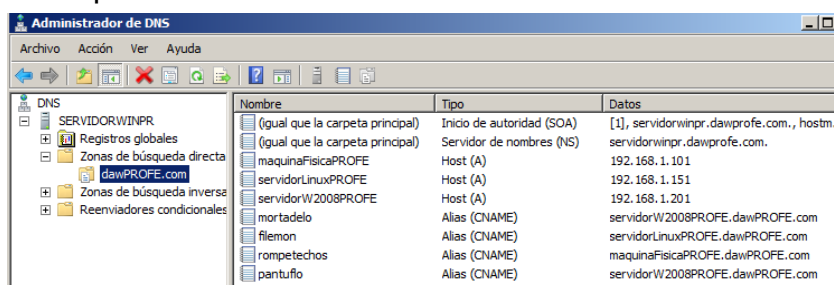 Administrador de DNS
Archivo Acción Ver Ayuda
DNS
SERVIDORWINPR
Registros globales
Zonas de búsqueda directa
dawPROFE.com
Zonas de búsqueda inversa
Reenviadores condicionales
Nombre Tipo Datos
(igual que la carpeta principal) Inicio de autoridad (SOA) [1], servidorwinpr.dawprofe.com., hostm.
(igual que la carpeta principal) Servidor de nombres (NS) servidorwinpr.dawprofe.com.
maquinaFisicaPROFE Host (A) 192.168.1.101
servidorLinuxPROFE Host (A) 192.168.1.151
servidorW2008PROFE Host (A) 192.168.1.201
mortadelo Alias (CNAME) servidorW2008PROFE.dawPROFE.com
filemon Alias (CNAME) servidorLinuxPROFE.dawPROFE.com
rompetechos Alias (CNAME) maquinaFisicaPROFE.dawPROFE.com
pantuflo Alias (CNAME) servidorW2008PROFE.dawPROFE.com